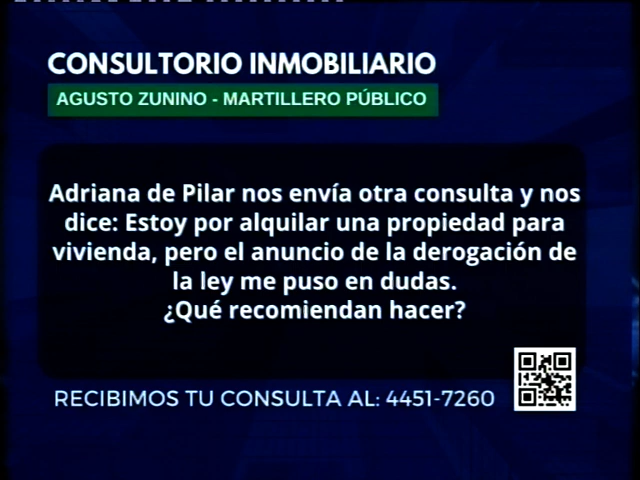 CONSULTORIO INMOBILIARIO
AGUSTO ZUNINO - MARTILLERO PÚBLICO
Adriana de Pilar nos envía otra consulta y nos
dice: Estoy por alquilar una propiedad para
vivienda, pero el anuncio de la derogación de
la ley me puso en dudas.
¿Qué recomiendan hacer?
RECIBIMOS TU CONSULTA AL: 4451-7260